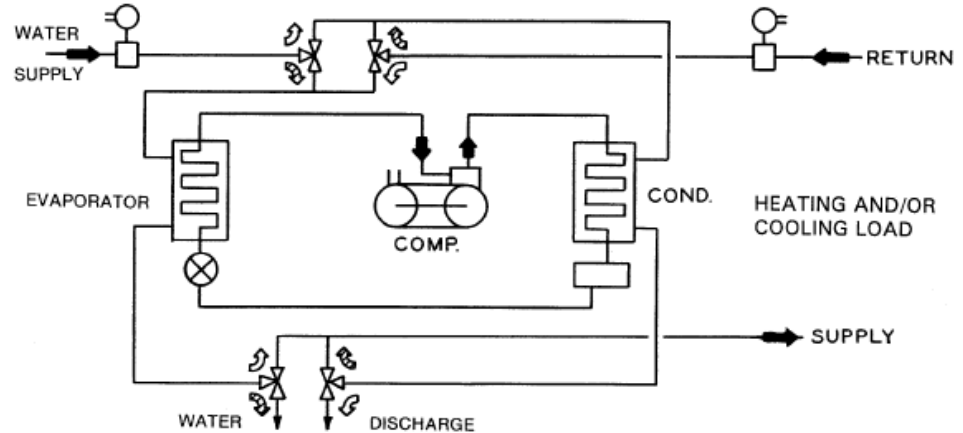 WATER
SUPPLY
RETURN
EVAPORATOR
COMP.
COND.
HEATING AND/OR
COOLING LOAD
SUPPLY
WATER
DISCHARGE